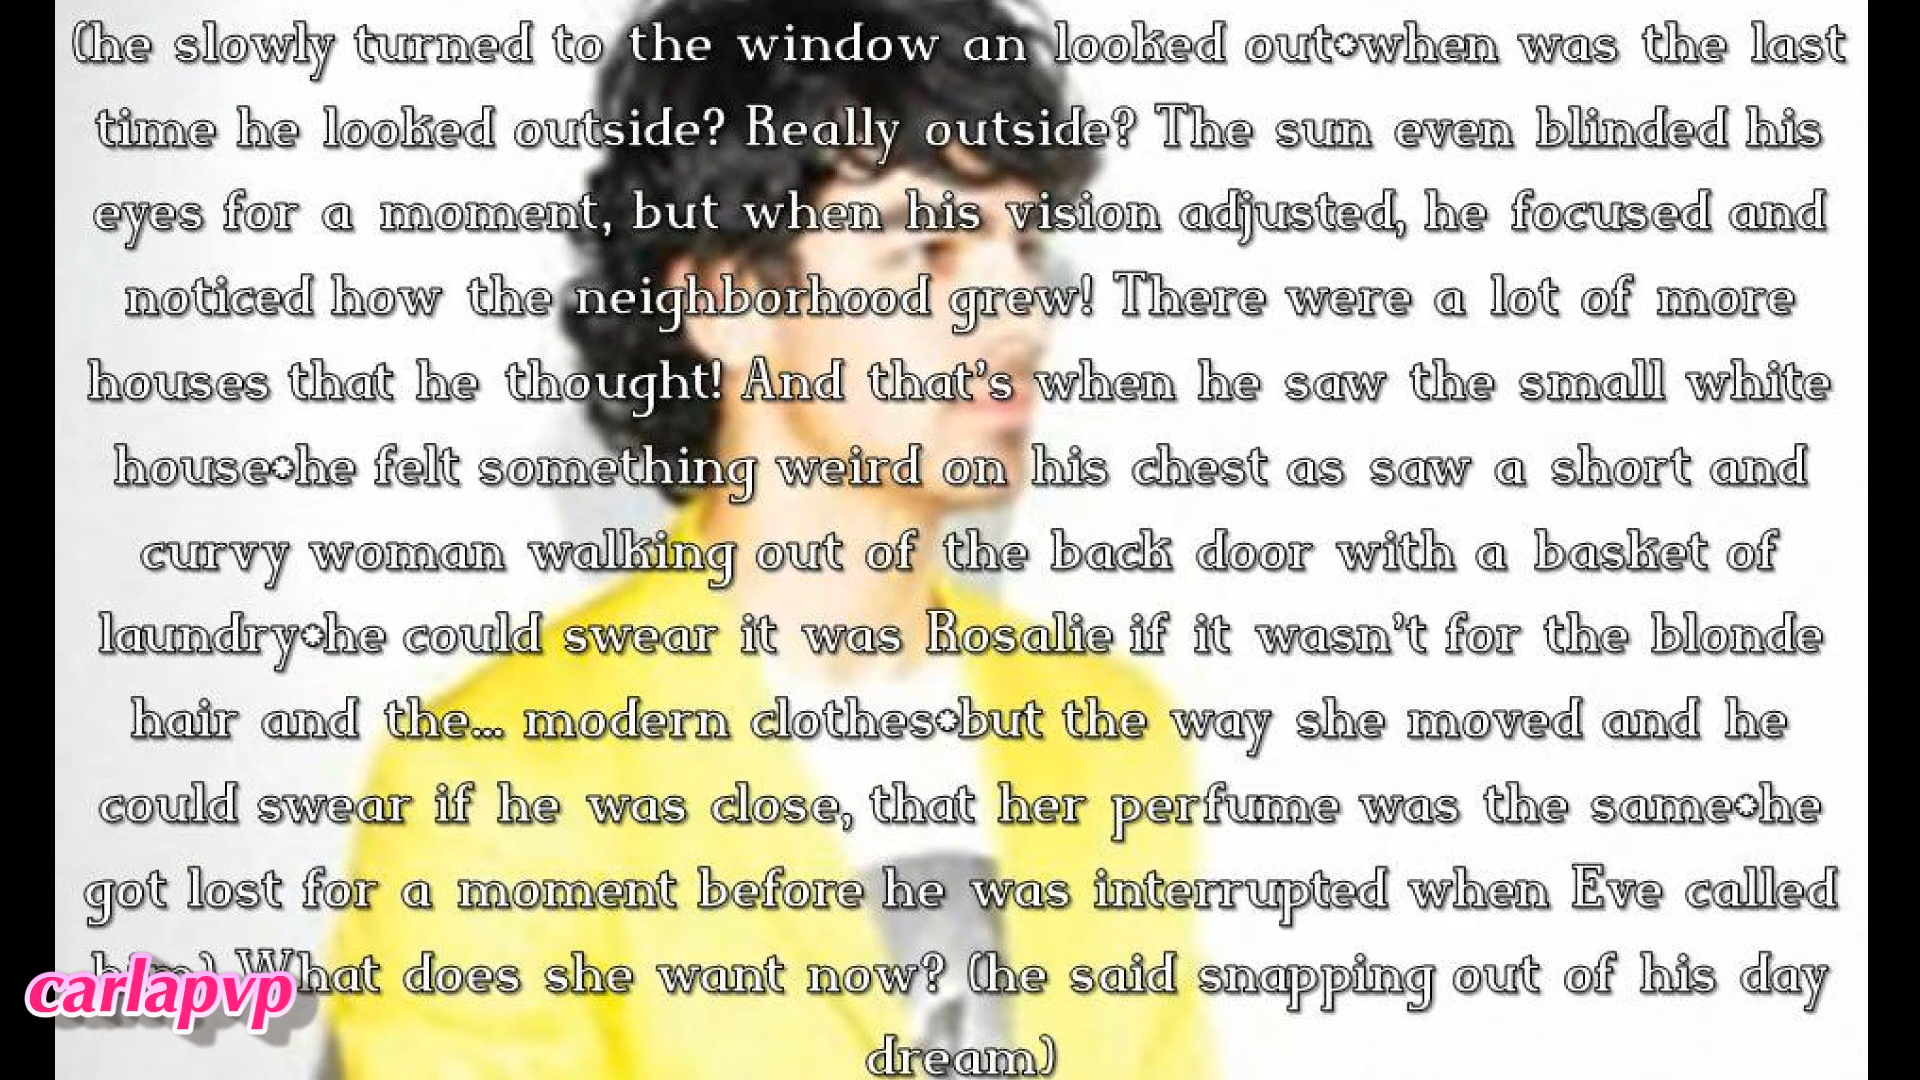 (he slowly turned to the window an looked out*when was the last
time he looked outside? Really outside? The sun even blinded his
eyes for a moment, but when his vision adjusted, he focused and
noticed how the neighborhood grew! There were a lot of more
houses that he thought! And that's when he saw the small white
house*he felt something weird on his chest as saw a short and
curvy woman walking out of the back door with a basket of
laundry*he could swear it was Rosalie if it wasn't for the blonde
hair and the... modern clothes*but the way she moved and he
could swear if he was close, that her perfume was the same*he
got lost for a moment before he was interrupted when Eve called
him) What does she want now? (he said snapping out of his day
dream)
carlapvp